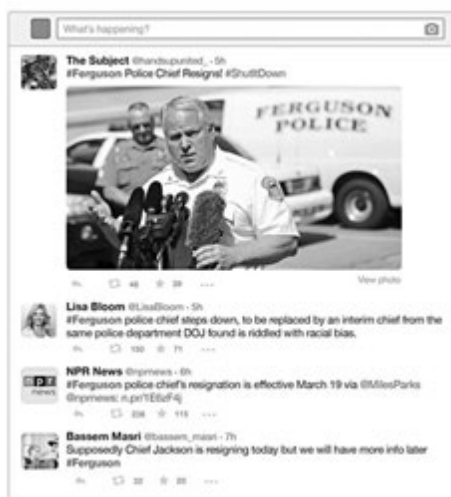 What's happening?
The Subject @handsupunited_ · 5h
#Ferguson Police Chief Resigns! #ShutItDown
FERGUSON
POLICE
View photo
Lisa Bloom @LisaBloom · 5h
#Ferguson police chief steps down, to be replaced by an interim chief from the
same police department DOJ found is riddled with racial bias.
71
NPR News @nprnews · 6h
npr
news
#Ferguson police chief's resignation is effective March 19 via @MilesParks
@nprnews:
115
Bassem Masri @bassem_masri · 7h
Supposedly Chief Jackson is resigning today but we will have more info later
#Ferguson